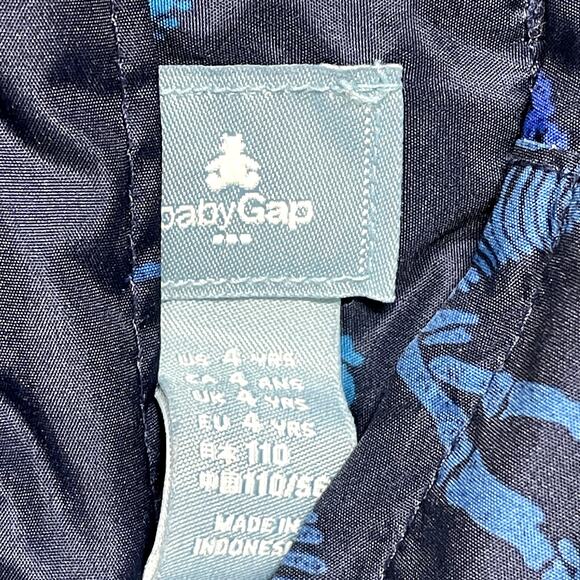 babyGap
US 4 YRS
CA 4 ANS
UK 4 YRS
EU 4 YRS
日本 110
中国 110/56
MADE IN
INDONESIA